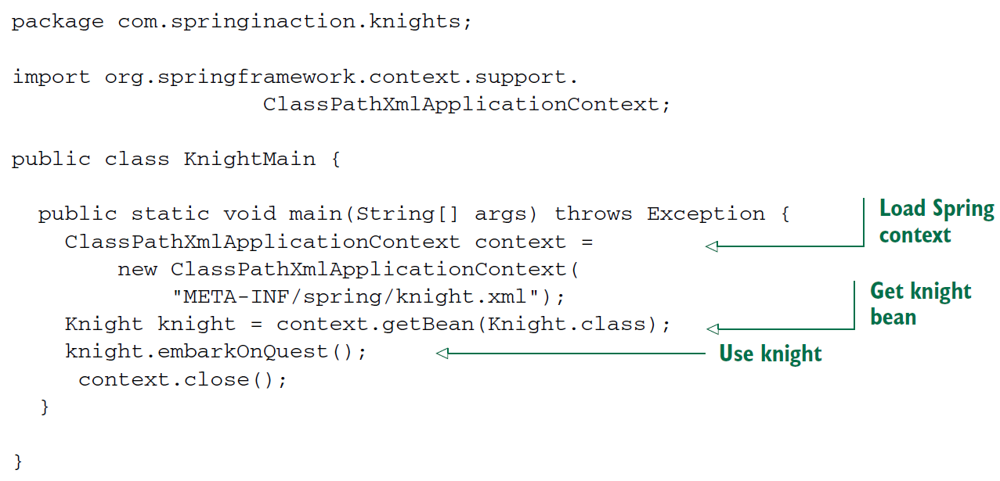 package com.springinaction.knights;
import org.springframework.context.support.
ClassPathXmlApplicationContext;
public class KnightMain {
public static void main(String[] args) throws Exception {
Load Spring
context
ClassPathXmlApplicationContext context =
new ClassPathXmlApplicationContext(
"META-INF/spring/knight.xml");
Get knight
bean
Knight knight = context.getBean(Knight.class);
knight.embarkOnQuest();
Use knight
context.close();
}
}